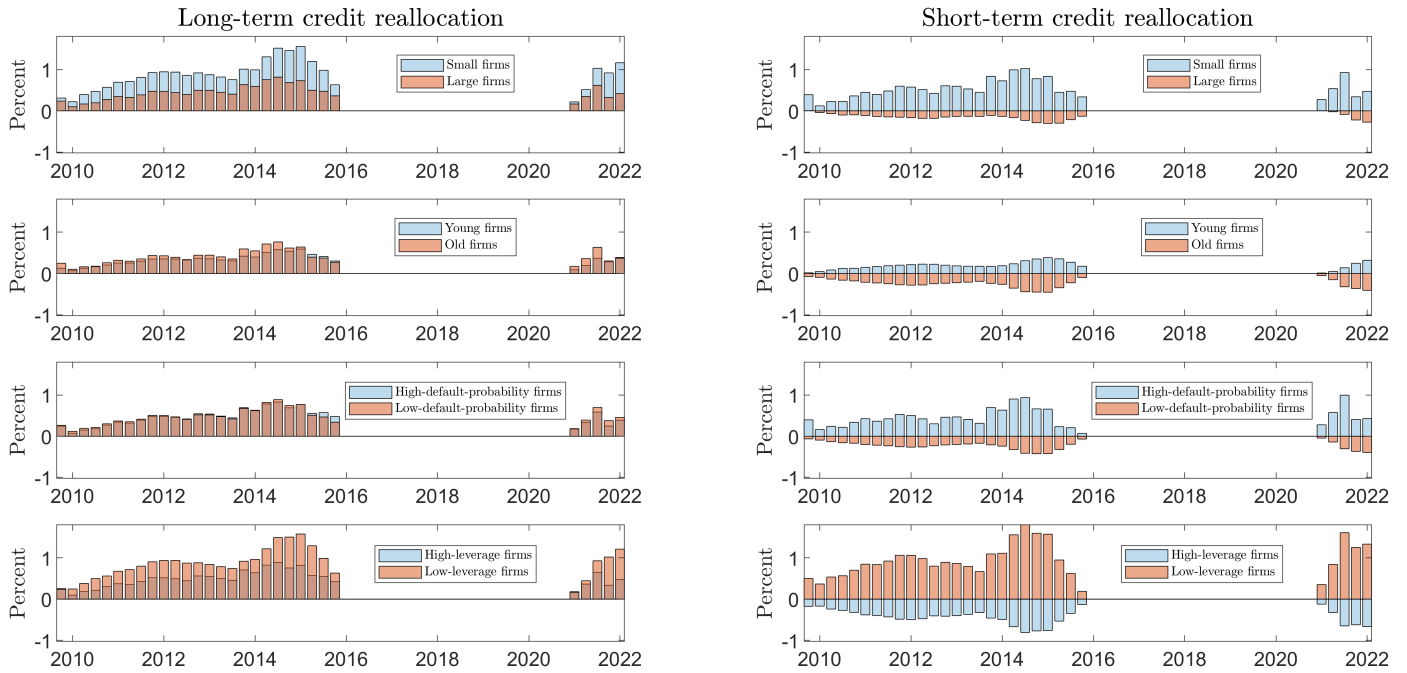 Long-term credit reallocation
Percent
1
0
-1
Small firms
Large firms
2010 2012 2014 2016 2018 2020 2022
Percent
1
0
-1
Young firms
Old firms
2010 2012 2014 2016 2018 2020 2022
Percent
1
0
-1
High-default-probability firms
Low-default-probability firms
2010 2012 2014 2016 2018 2020 2022
Percent
1
0
-1
High-leverage firms
Low-leverage firms
2010 2012 2014 2016 2018 2020 2022
Short-term credit reallocation
Percent
1
0
-1
Small firms
Large firms
2010 2012 2014 2016 2018 2020 2022
Percent
1
0
-1
Young firms
Old firms
2010 2012 2014 2016 2018 2020 2022
Percent
1
0
-1
High-default-probability firms
Low-default-probability firms
2010 2012 2014 2016 2018 2020 2022
Percent
1
0
-1
High-leverage firms
Low-leverage firms
2010 2012 2014 2016 2018 2020 2022